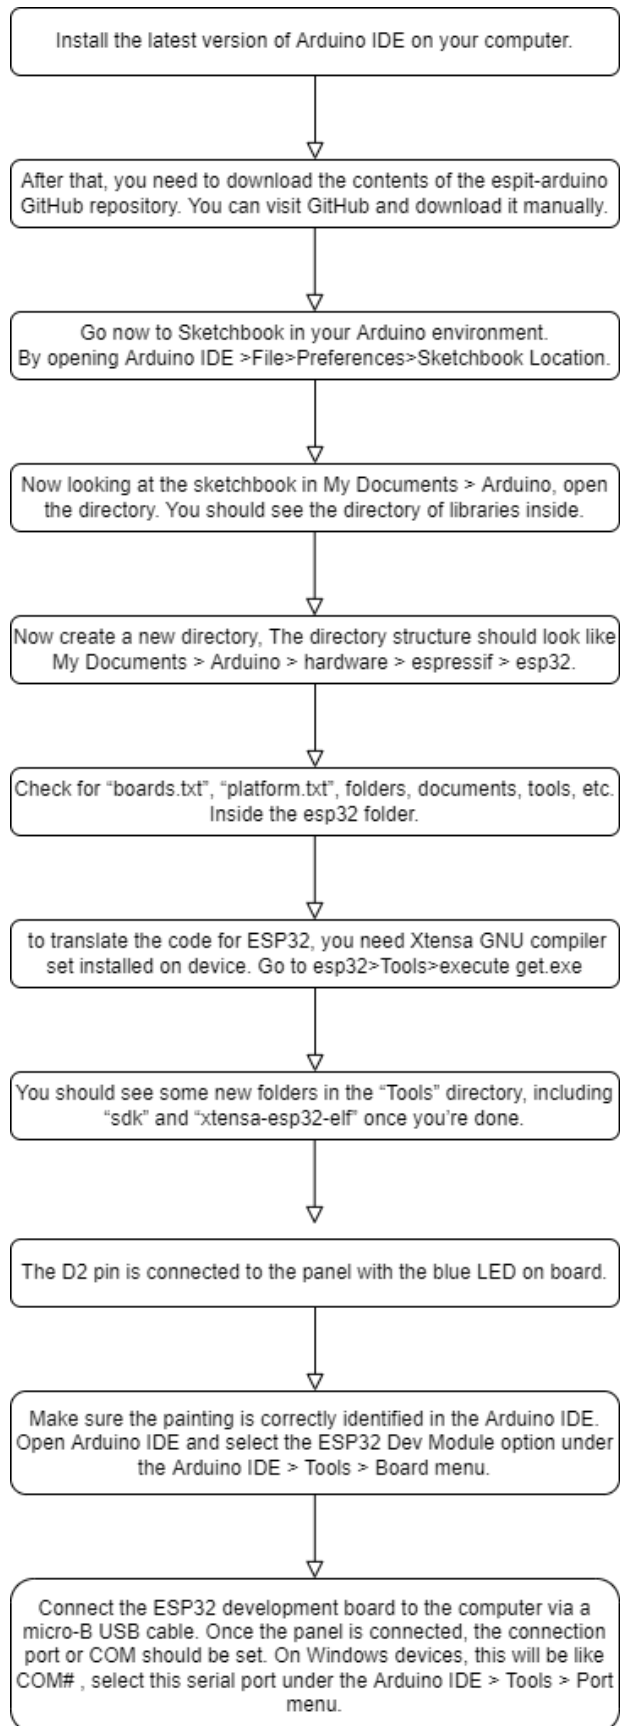 Install the latest version of Arduino IDE on your computer.
After that, you need to download the contents of the espit-arduino
GitHub repository. You can visit GitHub and download it manually.
Go now to Sketchbook in your Arduino environment.
By opening Arduino IDE >File>Preferences>Sketchbook Location.
Now looking at the sketchbook in My Documents > Arduino, open
the directory. You should see the directory of libraries inside.
Now create a new directory, The directory structure should look like
My Documents > Arduino > hardware > espressif > esp32.
Check for “boards.txt”, “platform.txt”, folders, documents, tools, etc.
Inside the esp32 folder.
to translate the code for ESP32, you need Xtensa GNU compiler
set installed on device. Go to esp32>Tools>execute get.exe
You should see some new folders in the “Tools” directory, including
“sdk” and “xtensa-esp32-elf” once you’re done.
The D2 pin is connected to the panel with the blue LED on board.
Make sure the painting is correctly identified in the Arduino IDE.
Open Arduino IDE and select the ESP32 Dev Module option under
the Arduino IDE > Tools > Board menu.
Connect the ESP32 development board to the computer via a
micro-B USB cable. Once the panel is connected, the connection
port or COM should be set. On Windows devices, this will be like
COM# , select this serial port under the Arduino IDE > Tools > Port
menu.